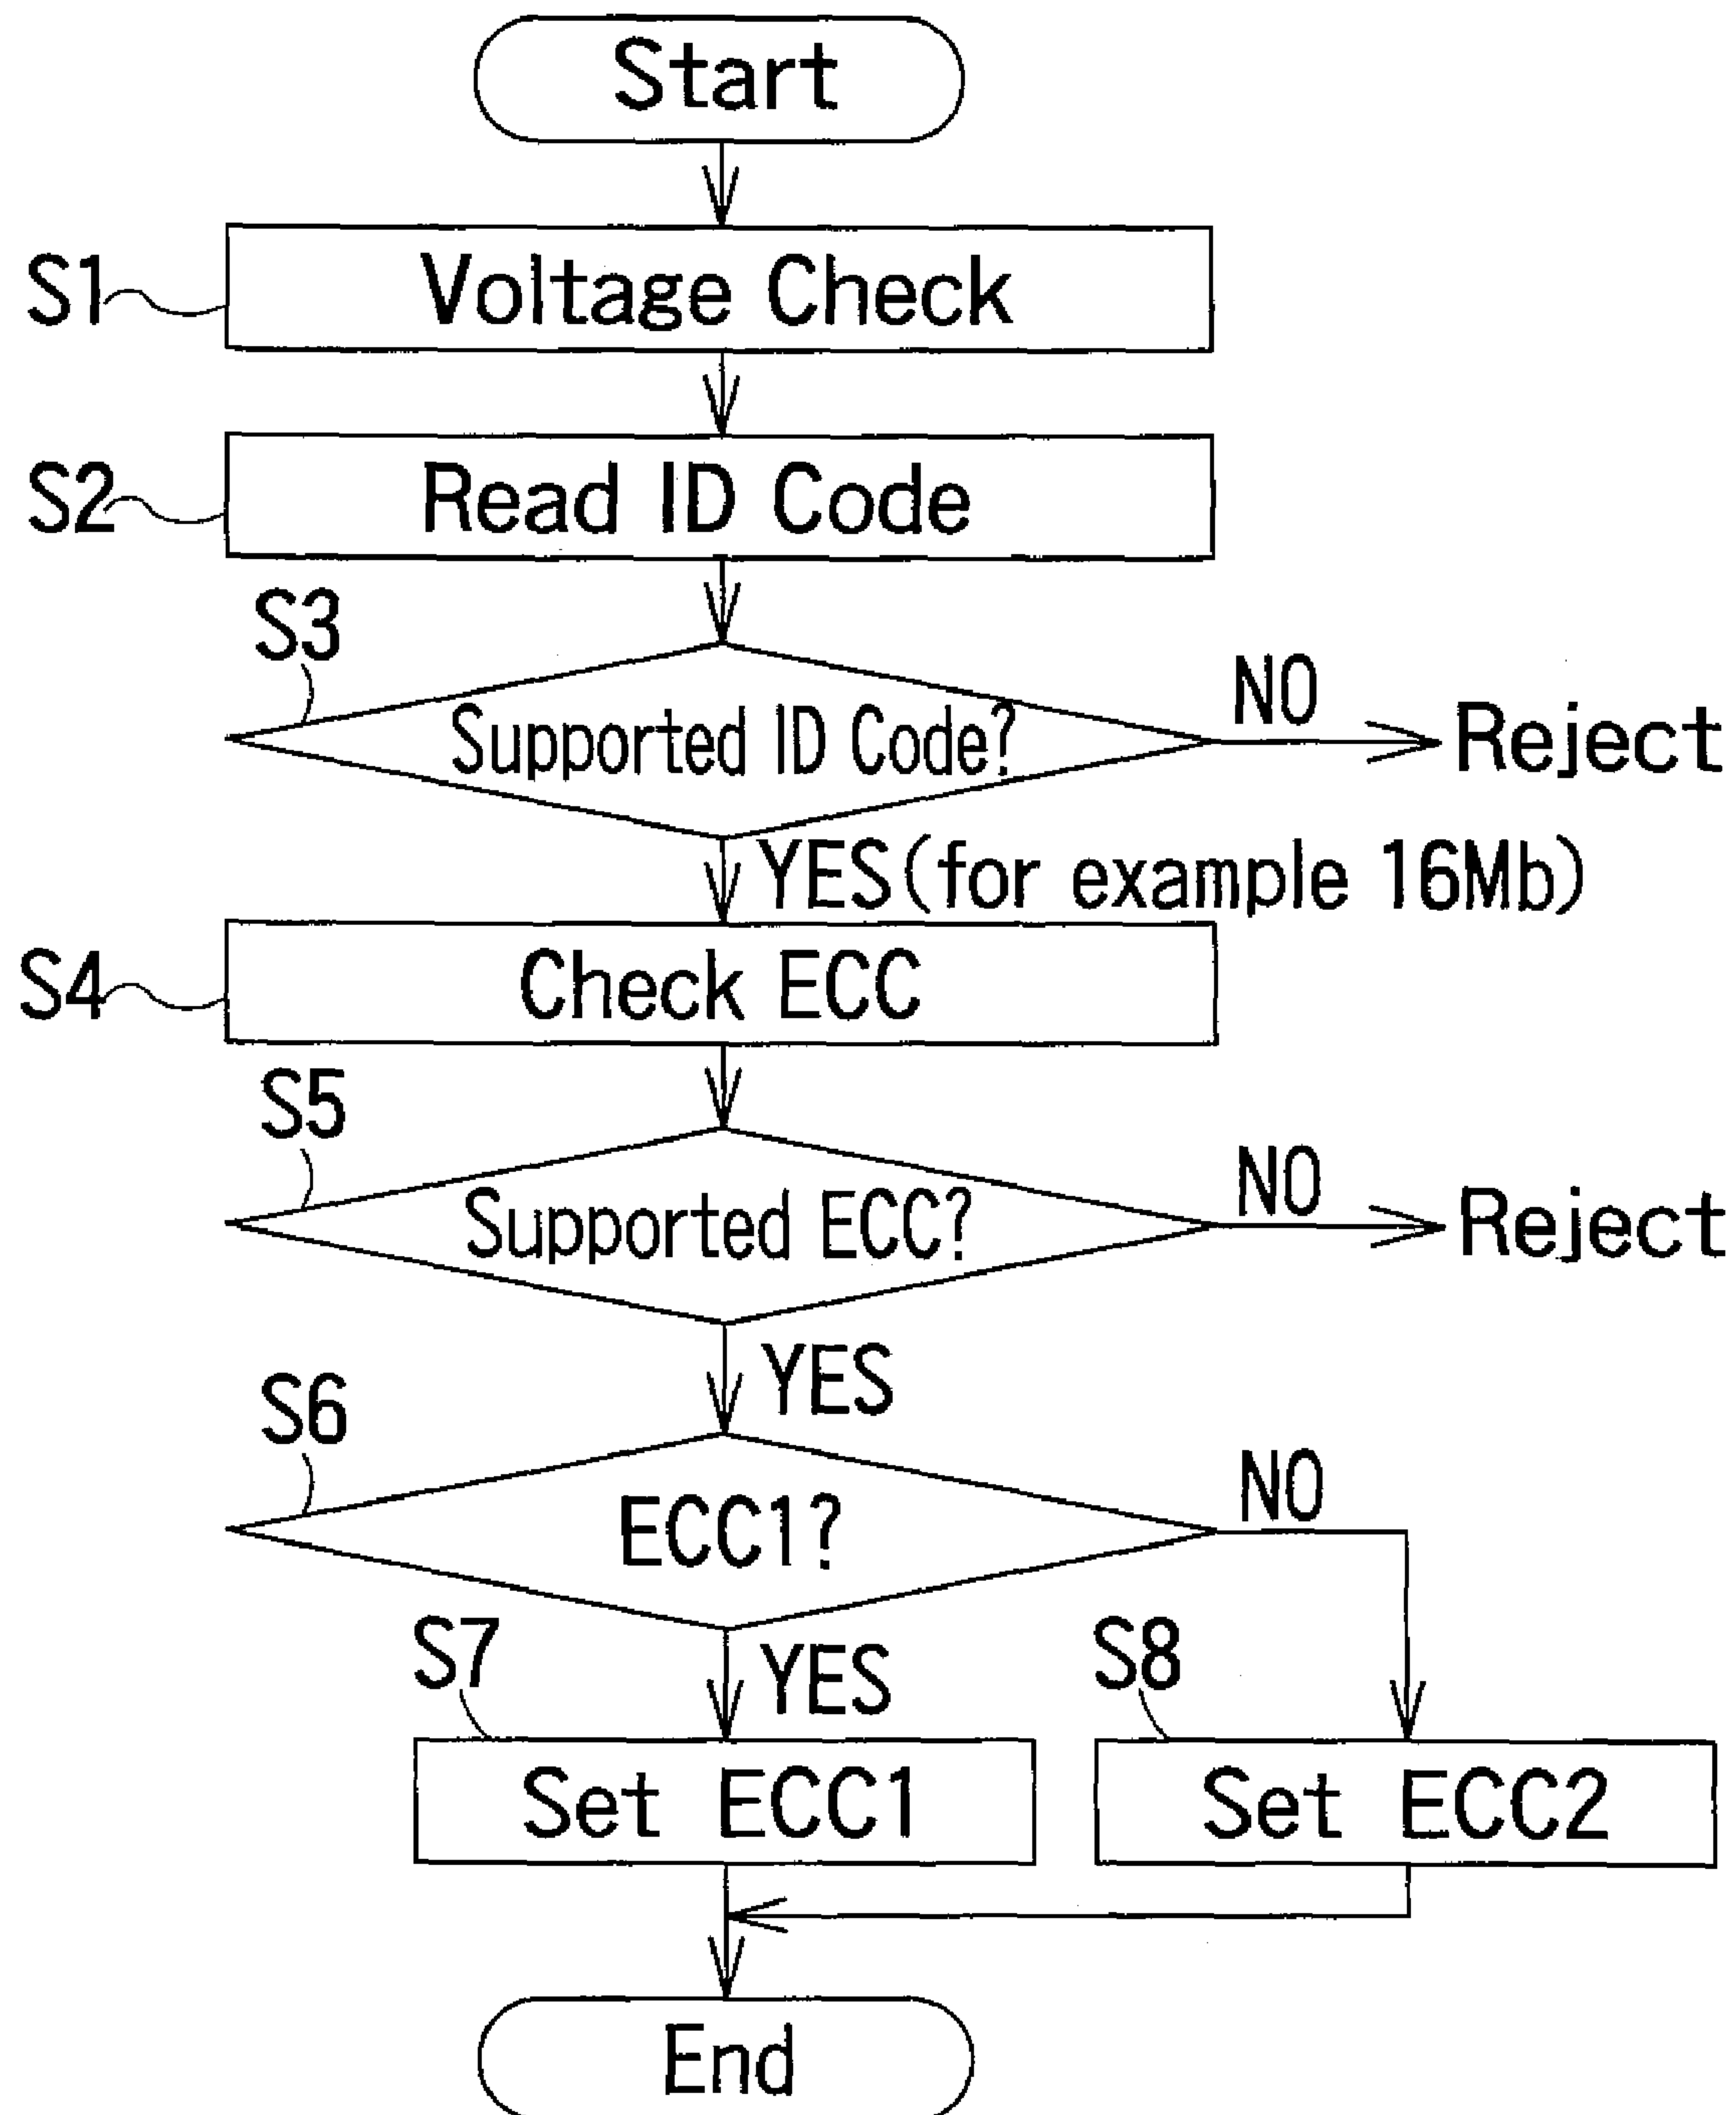 Start
S1
Voltage Check
S2
Read ID Code
S3
Supported ID Code?
NO
Reject
YES(for example 16Mb)
S4
Check ECC
S5
Supported ECC?
NO
Reject
YES
S6
ECC1?
NO
S7
YES
S8
Set ECC1
Set ECC2
End